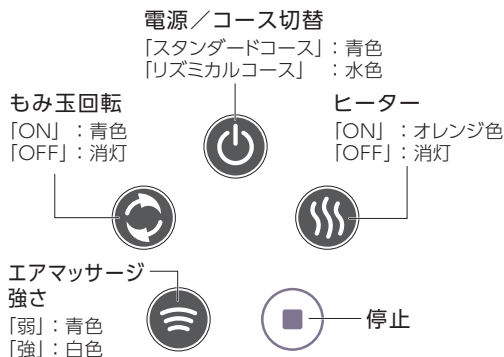 電源／コース切替
「スタンダードコース」：青色
「リズミカルコース」：水色
もみ玉回転
「ON」：青色
「OFF」：消灯
ヒーター
「ON」：オレンジ色
「OFF」：消灯
エアマッサージ
強さ
「弱」：青色
「強」：白色
停止